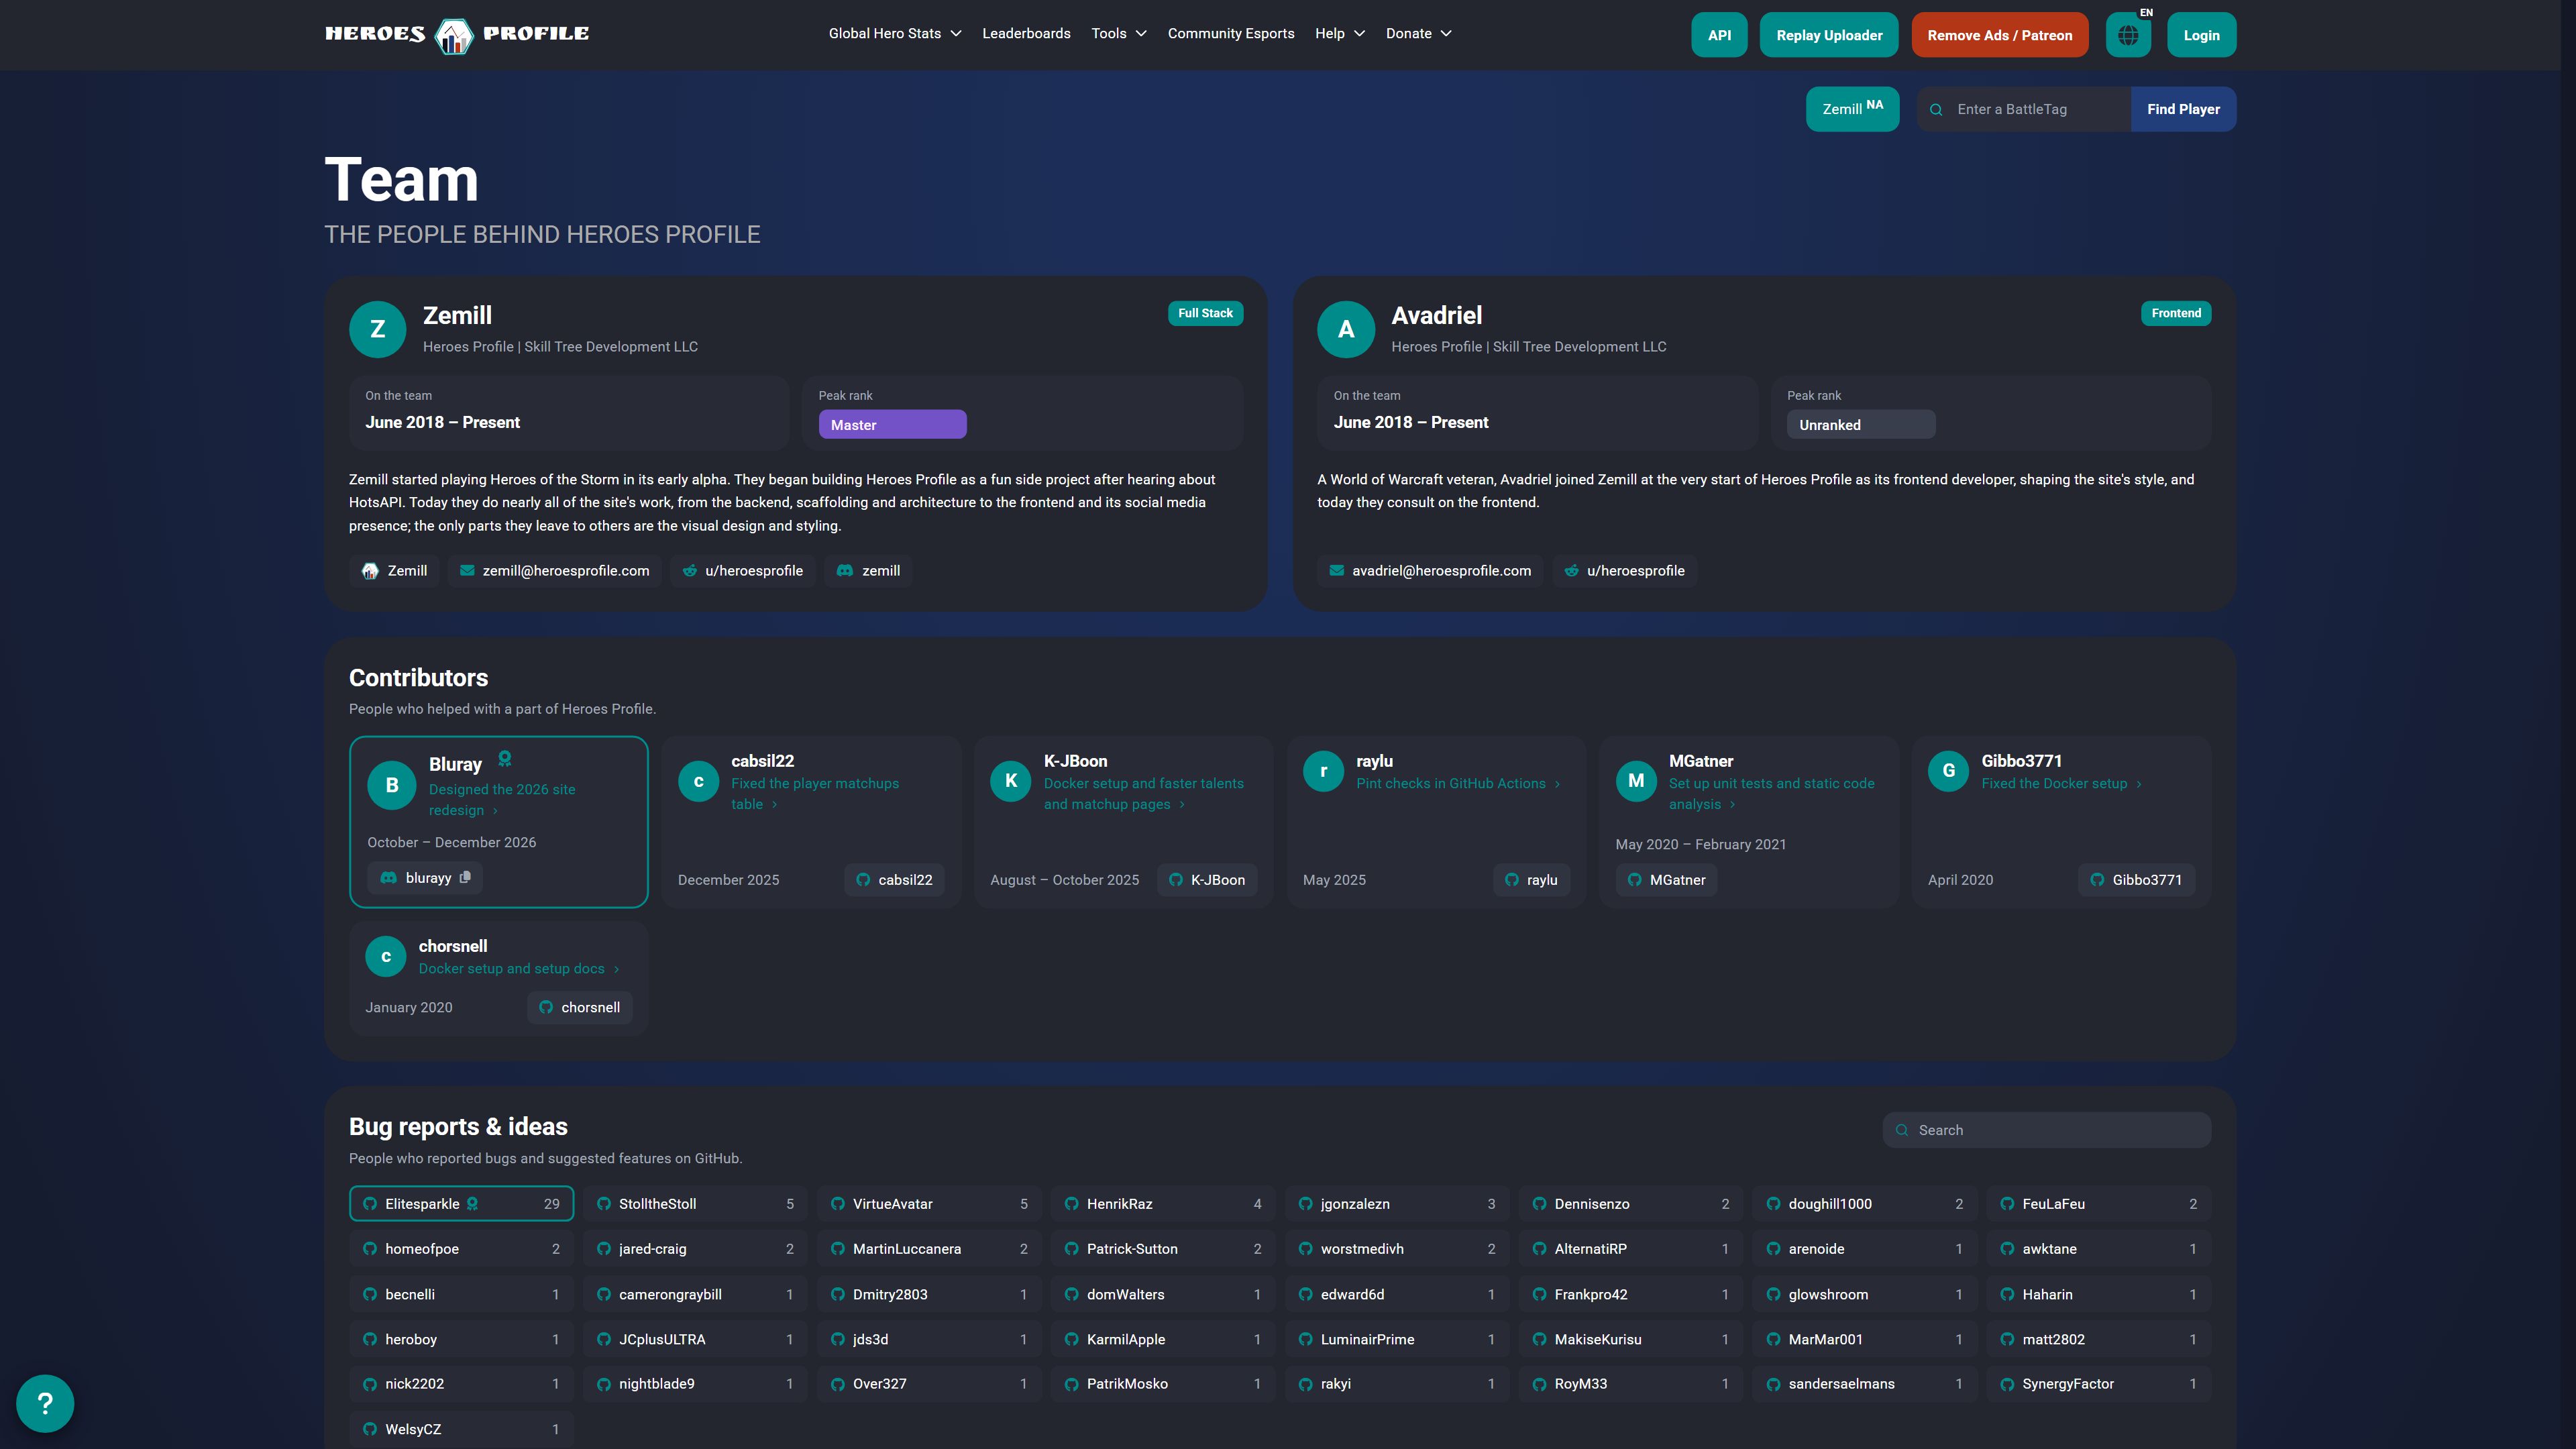 HEROES PROFILE
Global Hero Stats
Leaderboards
Tools
Community Esports
Help
Donate
API
Replay Uploader
Remove Ads / Patreon
EN
Login
Zemill NA
Enter a BattleTag
Find Player
Team
THE PEOPLE BEHIND HEROES PROFILE
Z
Zemill
Full Stack
Heroes Profile | Skill Tree Development LLC
On the team
June 2018 – Present
Peak rank
Master
Zemill started playing Heroes of the Storm in its early alpha. They began building Heroes Profile as a fun side project after hearing about
HotsAPI. Today they do nearly all of the site's work, from the backend, scaffolding and architecture to the frontend and its social media
presence; the only parts they leave to others are the visual design and styling.
Zemill
zemill@heroesprofile.com
u/heroesprofile
zemill
A
Avadriel
Frontend
Heroes Profile | Skill Tree Development LLC
On the team
June 2018 – Present
Peak rank
Unranked
A World of Warcraft veteran, Avadriel joined Zemill at the very start of Heroes Profile as its frontend developer, shaping the site's style, and
today they consult on the frontend.
avadriel@heroesprofile.com
u/heroesprofile
Contributors
People who helped with a part of Heroes Profile.
B
Bluray
Designed the 2026 site
redesign ›
October – December 2026
blurayy
c
cabsil22
Fixed the player matchups
table ›
December 2025
cabsil22
K
K-JBoon
Docker setup and faster talents
and matchup pages ›
August – October 2025
K-JBoon
r
raylu
Pint checks in GitHub Actions ›
May 2025
raylu
M
MGatner
Set up unit tests and static code
analysis ›
May 2020 – February 2021
MGatner
G
Gibbo3771
Fixed the Docker setup ›
April 2020
Gibbo3771
c
chorsnell
Docker setup and setup docs ›
January 2020
chorsnell
Bug reports & ideas
Search
People who reported bugs and suggested features on GitHub.
Elitesparkle 29
StolltheStoll 5
VirtueAvatar 5
HenrikRaz 4
jgonzalezn 3
Dennisenzo 2
doughill1000 2
FeuLaFeu 2
homeofpoe 2
jared-craig 2
MartinLuccanera 2
Patrick-Sutton 2
worstmedivh 2
AlternatiRP 1
arenoide 1
awktane 1
becnelli 1
camerongraybill 1
Dmitry2803 1
domWalters 1
edward6d 1
Frankpro42 1
glowshroom 1
Haharin 1
heroboy 1
JCplusULTRA 1
jds3d 1
KarmilApple 1
LuminairPrime 1
MakiseKurisu 1
MarMar001 1
matt2802 1
nick2202 1
nightblade9 1
Over327 1
PatrikMosko 1
rakyi 1
RoyM33 1
sandersaelmans 1
SynergyFactor 1
WelsyCZ 1
?